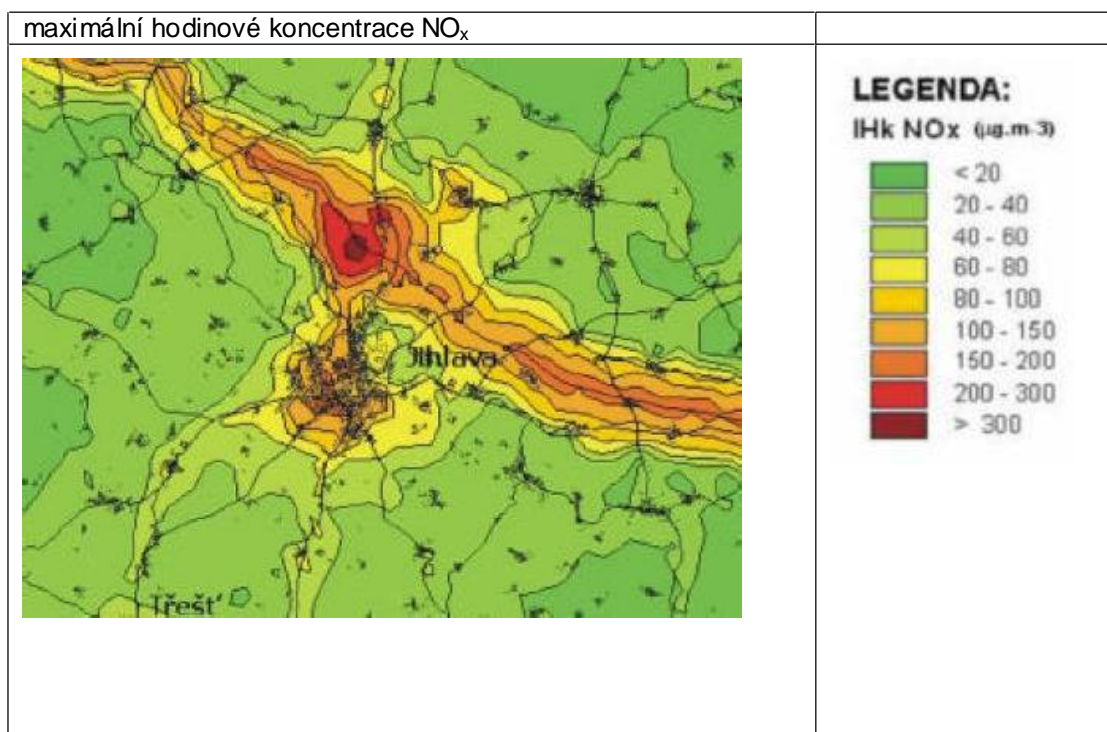 maximální hodinové koncentrace NOₓ
Jihlava
Třešť
LEGENDA:
IHk NOx (µg.m-3)
< 20
20 - 40
40 - 60
60 - 80
80 - 100
100 - 150
150 - 200
200 - 300
> 300